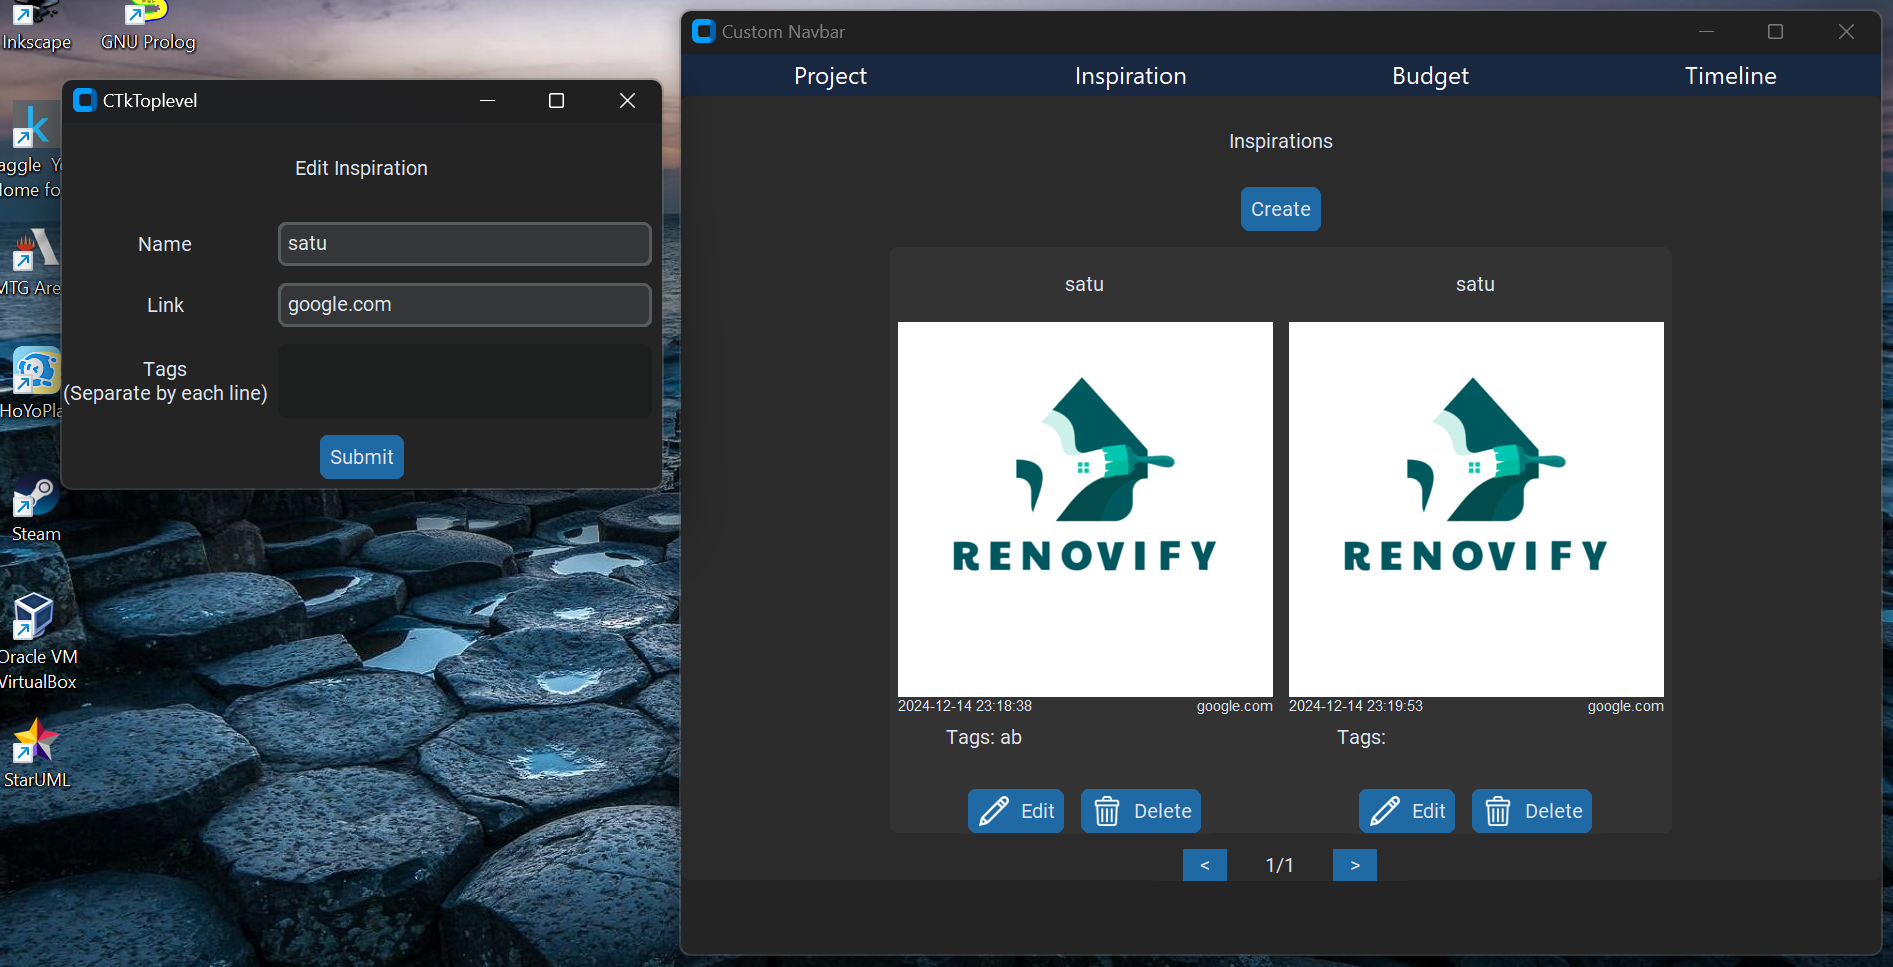 Inkscape
GNU Prolog
aggle Yo
Home fo
MTG Are
HoYoPla
Steam
Oracle VM
VirtualBox
StarUML
CTkToplevel
Edit Inspiration
Name
satu
Link
google.com
Tags
(Separate by each line)
Submit
Custom Navbar
Project
Inspiration
Budget
Timeline
Inspirations
Create
satu
satu
RENOVIFY
RENOVIFY
2024-12-14 23:18:38
google.com
2024-12-14 23:19:53
google.com
Tags: ab
Tags:
Edit
Delete
Edit
Delete
<
1/1
>